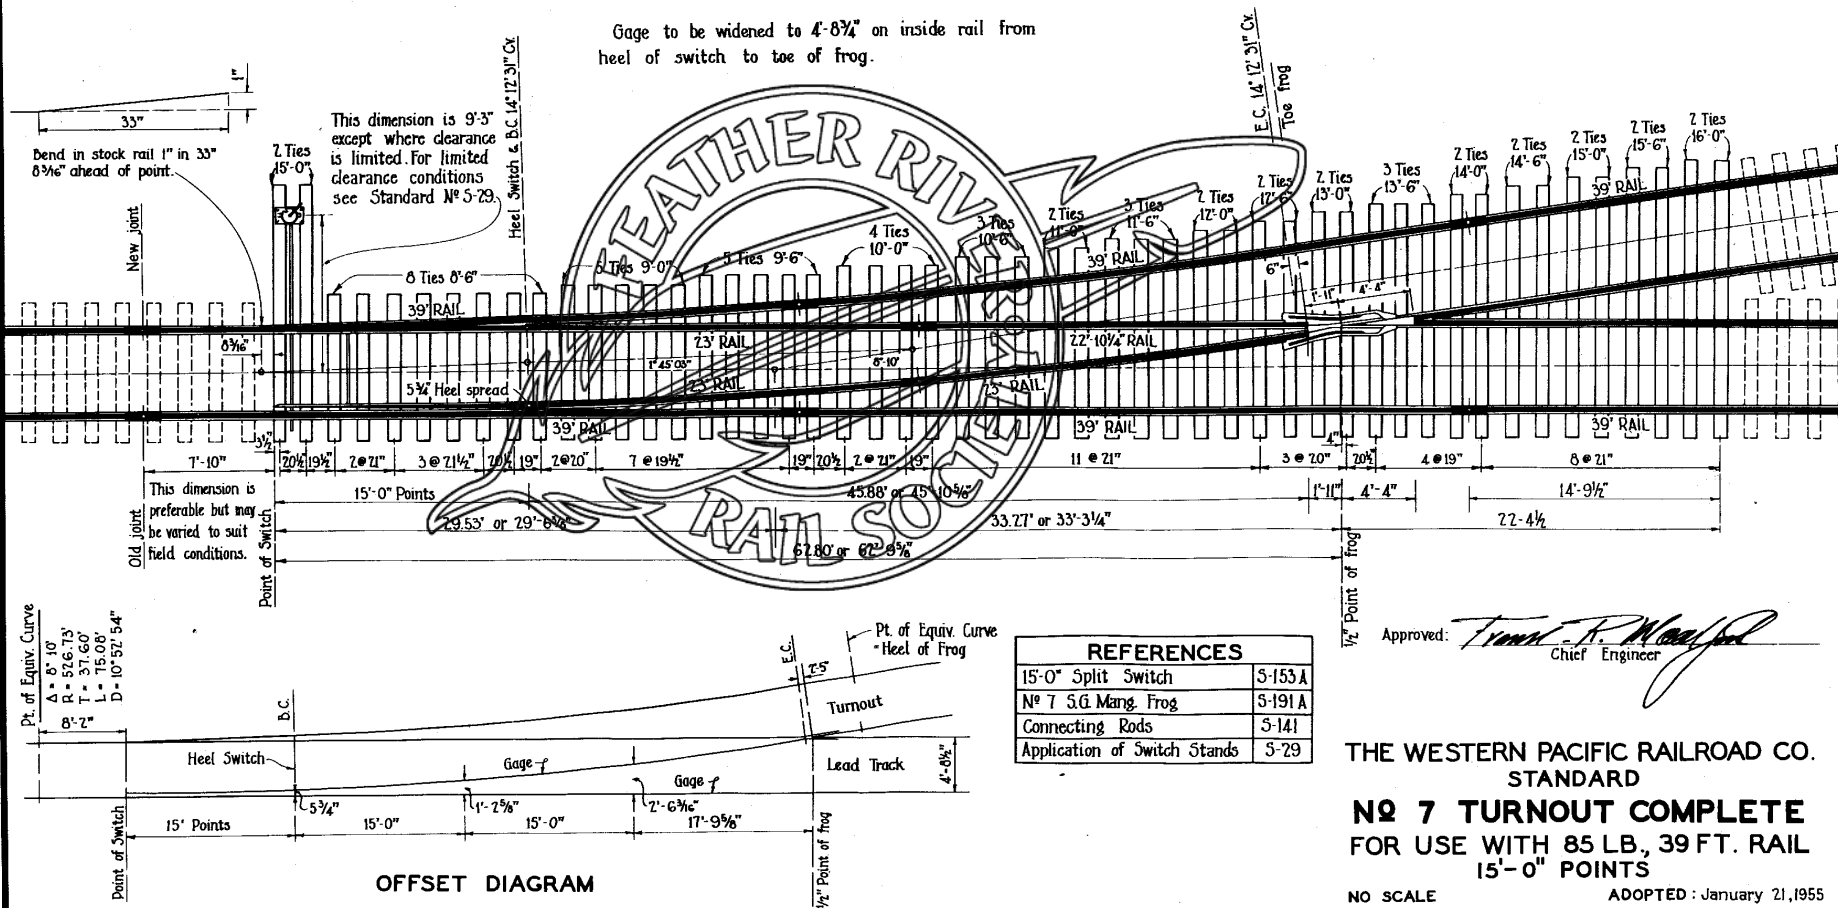 Gage to be widened to 4'-8¾" on inside rail from
heel of switch to toe of frog.
1"
33"
Bend in stock rail 1" in 33"
8 3/16" ahead of point.
This dimension is 9'-3"
except where clearance
is limited. For limited
clearance conditions
see Standard Nº S-29.
New joint
Heel Switch & B.C. 14° 12' 31" Cv.
E.C. 14° 12' 31" Cv.
Toe frog
2 Ties
15'-0"
8 Ties 8'-6"
5 Ties 9'-0"
5 Ties 9'-6"
4 Ties
10'-0"
3 Ties
10'-6"
2 Ties
11'-0"
3 Ties
11'-6"
2 Ties
12'-0"
2 Ties
12'-6"
2 Ties
13'-0"
3 Ties
13'-6"
2 Ties
14'-0"
2 Ties
14'-6"
2 Ties
15'-0"
2 Ties
15'-6"
2 Ties
16'-0"
39' RAIL
39' RAIL
39' RAIL
6"
1'-11"
4'-4"
23' RAIL
22'-10¼" RAIL
8 3/16"
1° 45' 03"
8°-10'
5¾" Heel spread
23' RAIL
23' RAIL
39' RAIL
39' RAIL
39' RAIL
FEATHER RIVER
RAIL SOCIETY
3½"
4"
7'-10"
20½"
19½"
2 @ 21"
3 @ 21½"
20½"
19"
2 @ 20"
7 @ 19½"
19"
20½"
2 @ 21"
19"
11 @ 21"
3 @ 20"
20½"
4 @ 19"
8 @ 21"
This dimension is
preferable but may
be varied to suit
field conditions.
Old joint
Point of Switch
15'-0" Points
45.88' or 45'-10⅝"
1'-11"
4'-4"
14'-9½"
29.53' or 29'-6⅜"
33.27' or 33'-3¼"
22-4½
67.80' or 67'-9⅝"
½" Point of frog
Pt. of Equiv. Curve
Δ = 8° 10'
R = 526.73'
T = 37.60'
L = 75.08'
D = 10° 52' 54"
8'-2"
B.C.
E.C.
2'-5"
Pt. of Equiv. Curve
= Heel of Frog
Turnout
Heel Switch
Gage
Gage
Lead Track
4'-8½"
5¾"
1'-2⅝"
2'-6 3/16"
15' Points
15'-0"
15'-0"
17'-9⅝"
Point of Switch
½" Point of frog
OFFSET DIAGRAM
REFERENCES
15'-0" Split Switch S-153 A
Nº 7 S.G. Mang. Frog S-191 A
Connecting Rods S-141
Application of Switch Stands S-29
Approved:
Chief Engineer
THE WESTERN PACIFIC RAILROAD CO.
STANDARD
Nº 7 TURNOUT COMPLETE
FOR USE WITH 85 LB., 39 FT. RAIL
15'-0" POINTS
NO SCALE ADOPTED : January 21, 1955